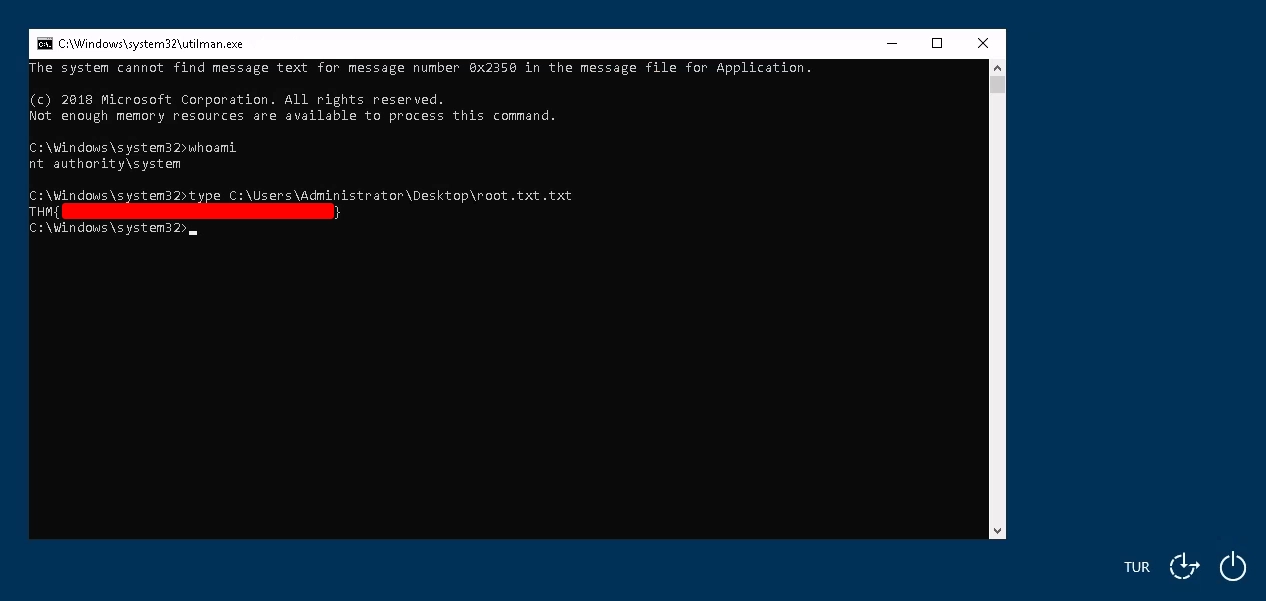 C:\Windows\system32\utilman.exe
The system cannot find message text for message number 0x2350 in the message file for Application.
(c) 2018 Microsoft Corporation. All rights reserved.
Not enough memory resources are available to process this command.
C:\Windows\system32>whoami
nt authority\system
C:\Windows\system32>type C:\Users\Administrator\Desktop\root.txt.txt
THM{}
C:\Windows\system32>
TUR